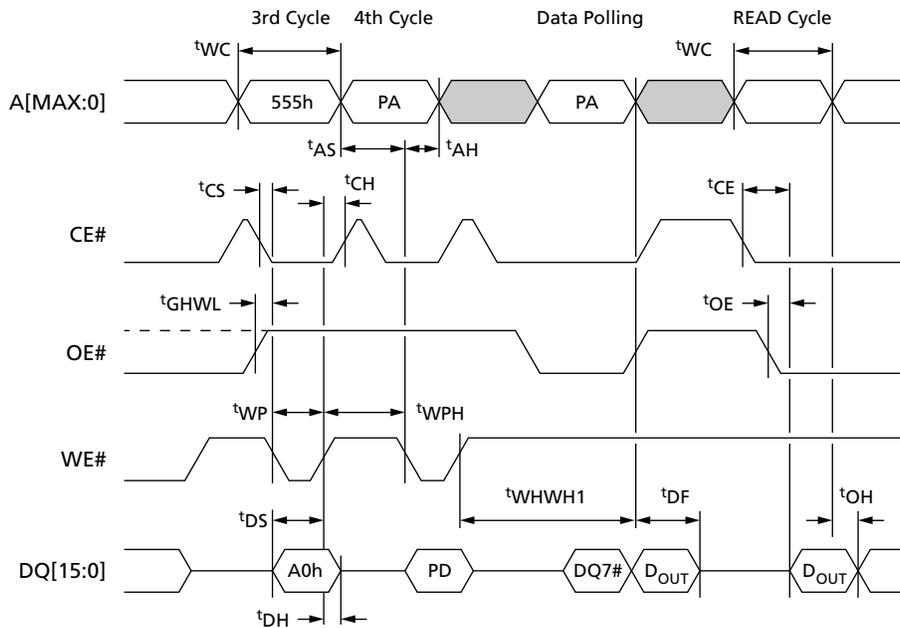 3rd Cycle 4th Cycle Data Polling READ Cycle
tWC tWC
A[MAX:0] 555h PA PA
tAS tAH
tCS tCH tCE
CE#
tGHWL tOE
OE#
tWP tWPH
WE#
tWHWH1 tDF tOH
tDS
DQ[15:0] A0h PD DQ7# DOUT DOUT
tDH